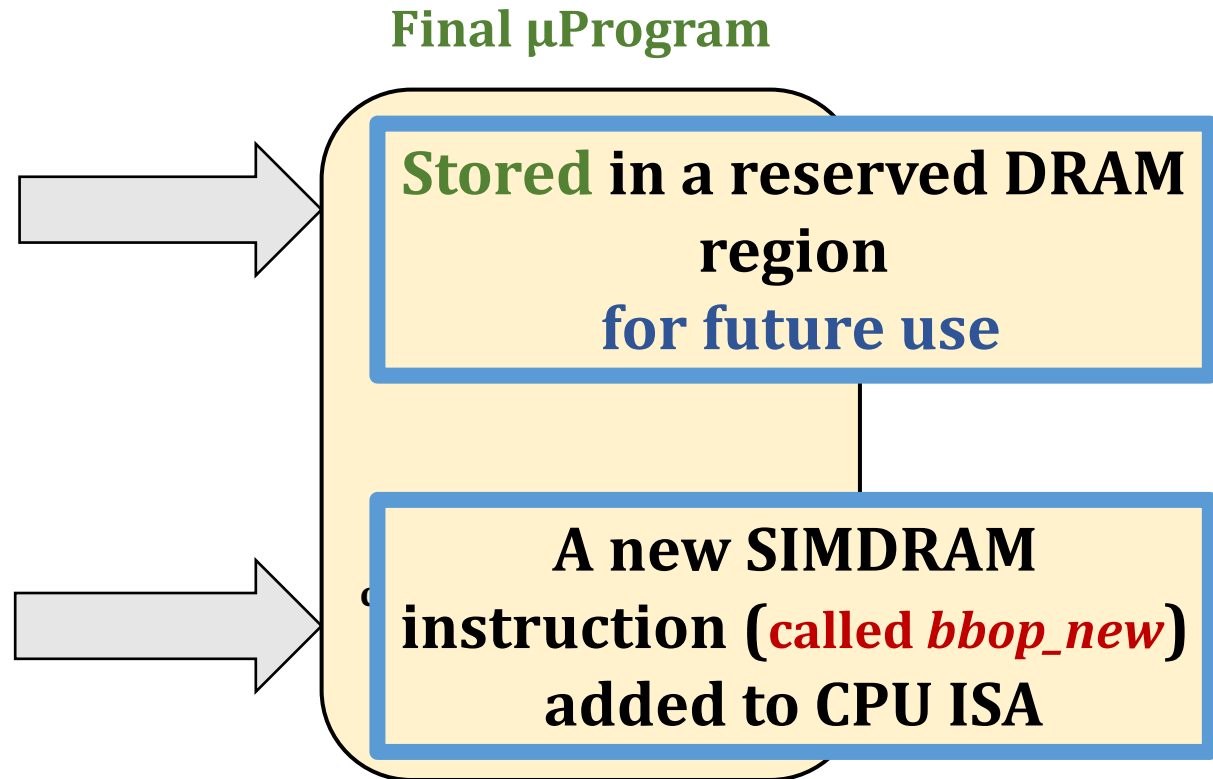 Final µProgram
Stored in a reserved DRAM
region
for future use
A new SIMDRAM
instruction (called bbop_new)
added to CPU ISA